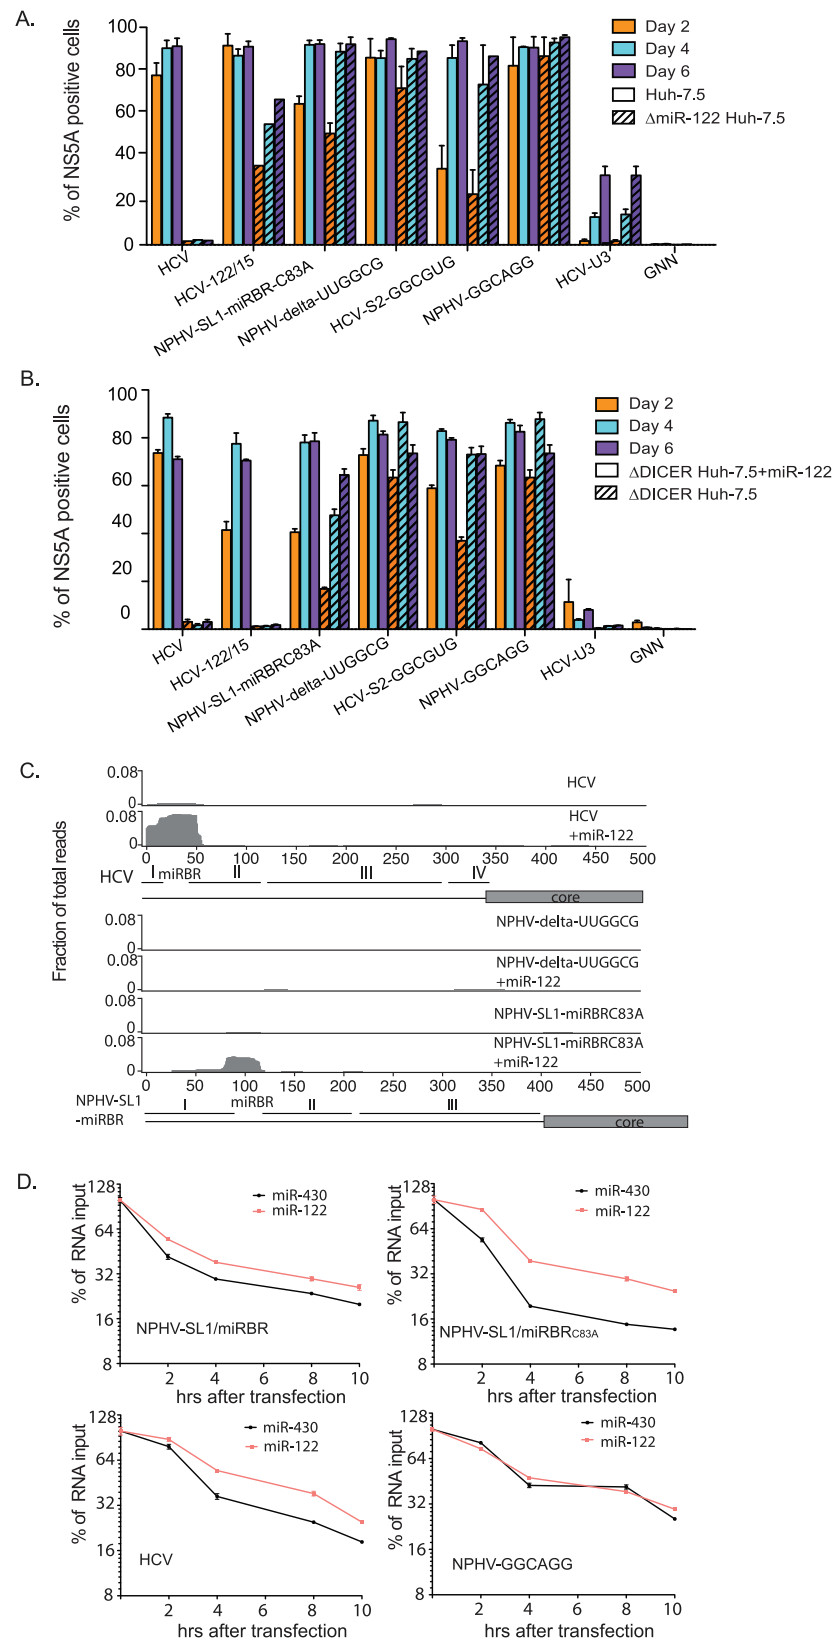 A.
% of NS5A positive cells
100
80
60
40
20
0
Day 2
Day 4
Day 6
Huh-7.5
ΔmiR-122 Huh-7.5
HCV
HCV-122/15
NPHV-SL1-miRBR-C83A
NPHV-delta-UUGGCG
HCV-S2-GGCGUG
NPHV-GGCAGG
HCV-U3
GNN
B.
% of NS5A positive cells
100
80
60
40
20
0
Day 2
Day 4
Day 6
ΔDICER Huh-7.5+miR-122
ΔDICER Huh-7.5
HCV
HCV-122/15
NPHV-SL1-miRBRC83A
NPHV-delta-UUGGCG
HCV-S2-GGCGUG
NPHV-GGCAGG
HCV-U3
GNN
C.
Fraction of total reads
0.08
0
HCV
0.08
0
HCV
+miR-122
0 50 100 150 200 250 300 350 400 450 500
HCV
I miRBR II III IV
core
0.08
0
NPHV-delta-UUGGCG
0.08
0
NPHV-delta-UUGGCG
+miR-122
0.08
0
NPHV-SL1-miRBRC83A
0.08
0
NPHV-SL1-miRBRC83A
+miR-122
0 50 100 150 200 250 300 350 400 450 500
NPHV-SL1
-miRBR
I miRBR II III
core
D.
% of RNA input
128
64
32
16
8
miR-430
miR-122
NPHV-SL1/miRBR
2 4 6 8 10
hrs after transfection
% of RNA input
128
64
32
16
8
miR-430
miR-122
NPHV-SL1/miRBRC83A
2 4 6 8 10
hrs after transfection
% of RNA input
128
64
32
16
8
miR-430
miR-122
HCV
2 4 6 8 10
hrs after transfection
% of RNA input
128
64
32
16
8
miR-430
miR-122
NPHV-GGCAGG
2 4 6 8 10
hrs after transfection